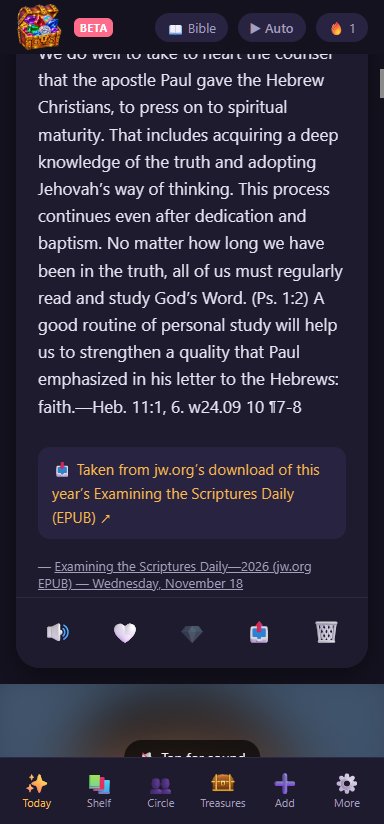 BETA
Bible
Auto
1
We do well to take to heart the counsel
that the apostle Paul gave the Hebrew
Christians, to press on to spiritual
maturity. That includes acquiring a deep
knowledge of the truth and adopting
Jehovah’s way of thinking. This process
continues even after dedication and
baptism. No matter how long we have
been in the truth, all of us must regularly
read and study God’s Word. (Ps. 1:2) A
good routine of personal study will help
us to strengthen a quality that Paul
emphasized in his letter to the Hebrews:
faith.—Heb. 11:1, 6. w24.09 10 ¶7-8
Taken from jw.org’s download of this
year’s Examining the Scriptures Daily
(EPUB) ↗
— Examining the Scriptures Daily—2026 (jw.org
EPUB) — Wednesday, November 18
Tap for sound
Today
Shelf
Circle
Treasures
Add
More